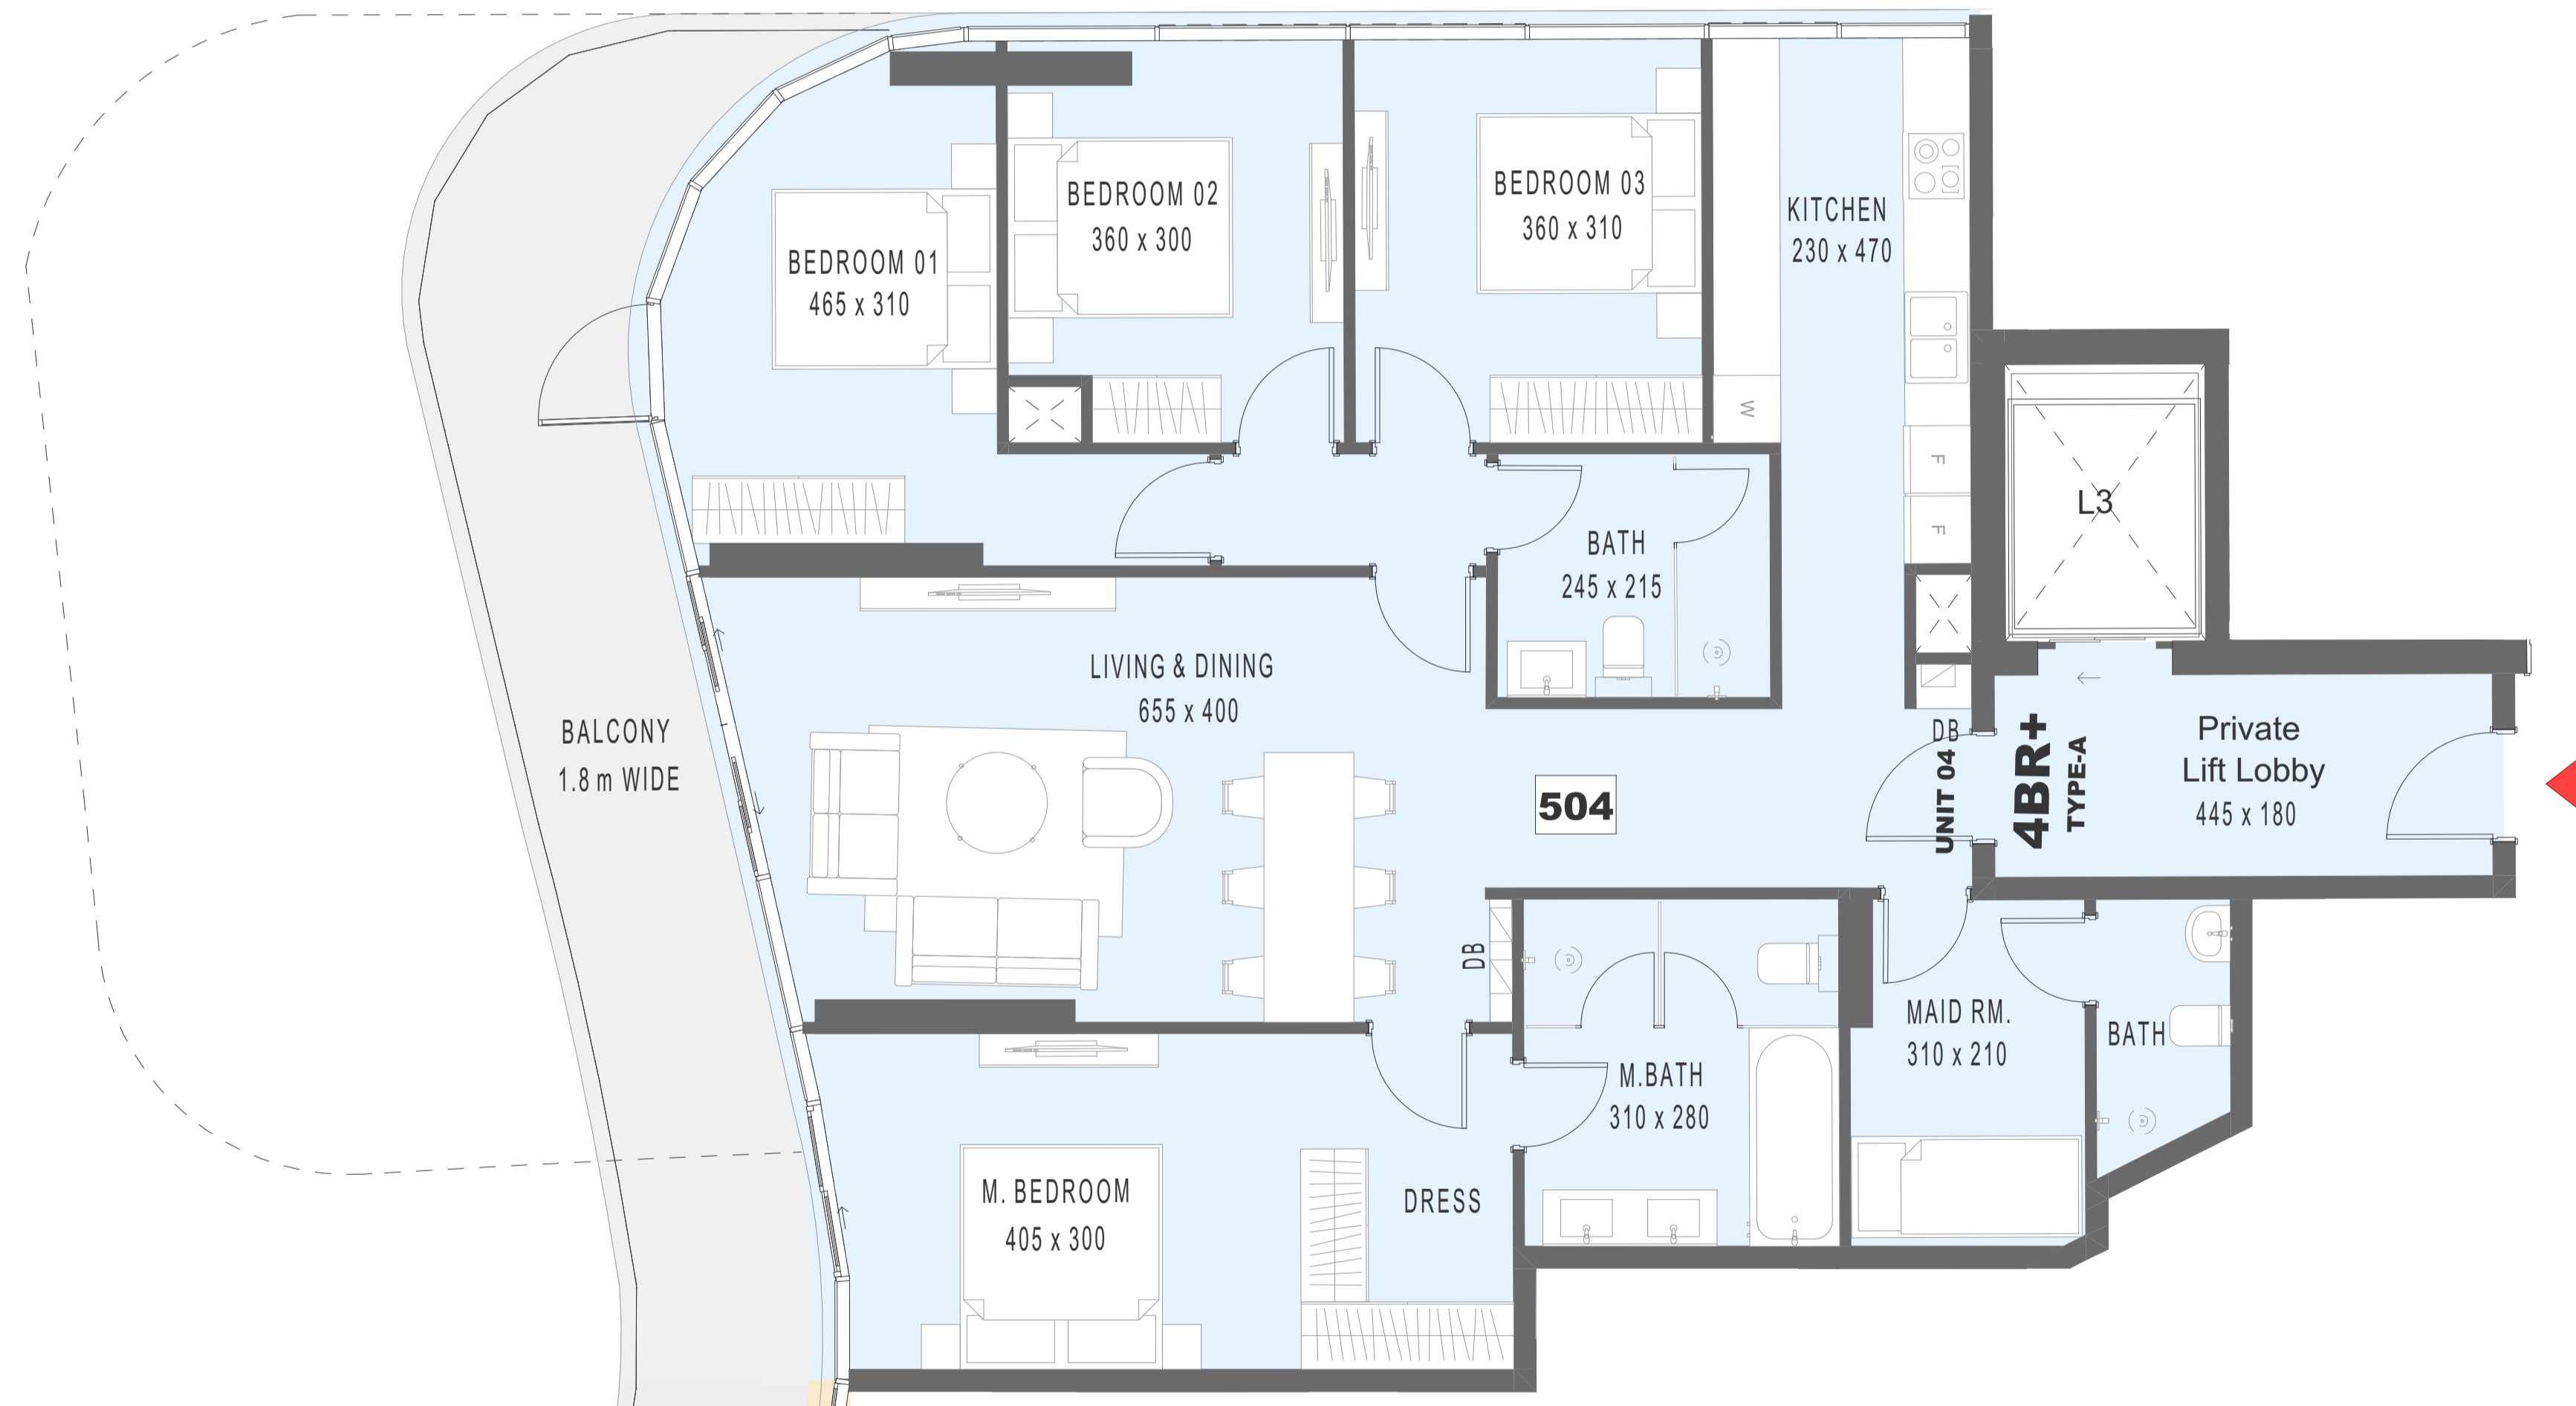 BEDROOM 01
465 x 310
BEDROOM 02
360 x 300
BEDROOM 03
360 x 310
KITCHEN
230 x 470
W
F
F
L3
BATH
245 x 215
LIVING & DINING
655 x 400
BALCONY
1.8 m WIDE
504
DB
UNIT 04
4BR+
TYPE-A
Private
Lift Lobby
445 x 180
DB
M.BATH
310 x 280
MAID RM.
310 x 210
BATH
M. BEDROOM
405 x 300
DRESS